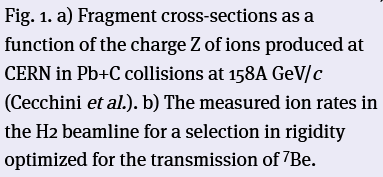 Fig. 1. a) Fragment cross-sections as a
function of the charge Z of ions produced at
CERN in Pb+C collisions at 158A GeV/c
(Cecchini et al.). b) The measured ion rates in
the H2 beamline for a selection in rigidity
optimized for the transmission of ⁷Be.